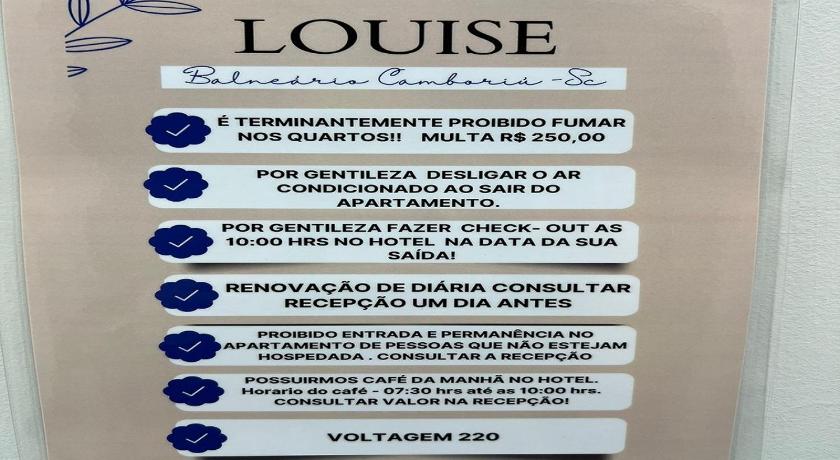 LOUISE
Balneário Camboriú - Sc
É TERMINANTEMENTE PROIBIDO FUMAR
NOS QUARTOS!! MULTA R$ 250,00
POR GENTILEZA DESLIGAR O AR
CONDICIONADO AO SAIR DO
APARTAMENTO.
POR GENTILEZA FAZER CHECK- OUT AS
10:00 HRS NO HOTEL NA DATA DA SUA
SAÍDA!
RENOVAÇÃO DE DIÁRIA CONSULTAR
RECEPÇÃO UM DIA ANTES
PROIBIDO ENTRADA E PERMANÊNCIA NO
APARTAMENTO DE PESSOAS QUE NÃO ESTEJAM
HOSPEDADA . CONSULTAR A RECEPÇÃO
POSSUIRMOS CAFÉ DA MANHÃ NO HOTEL.
Horario do café - 07:30 hrs até as 10:00 hrs.
CONSULTAR VALOR NA RECEPÇÃO!
VOLTAGEM 220